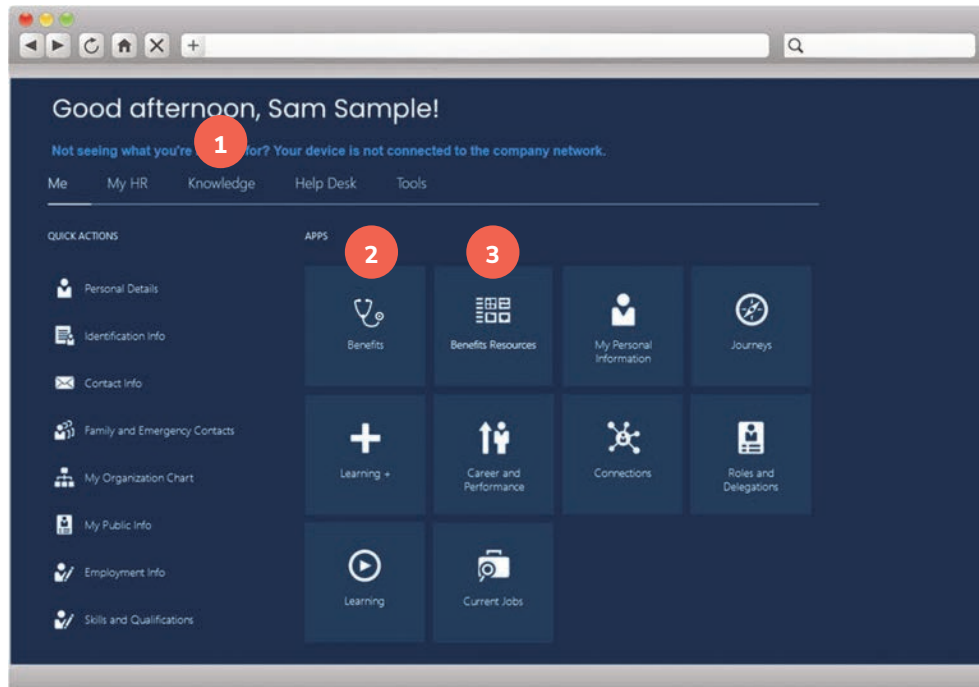 Good afternoon, Sam Sample!
1
Not seeing what you're for? Your device is not connected to the company network.
Me My HR Knowledge Help Desk Tools
QUICK ACTIONS
Personal Details
Identification Info
Contact Info
Family and Emergency Contacts
My Organization Chart
My Public Info
Employment Info
Skills and Qualifications
APPS
2
3
Benefits
Benefits Resources
My Personal
Information
Journeys
Learning +
Career and
Performance
Connections
Roles and
Delegations
Learning
Current Jobs